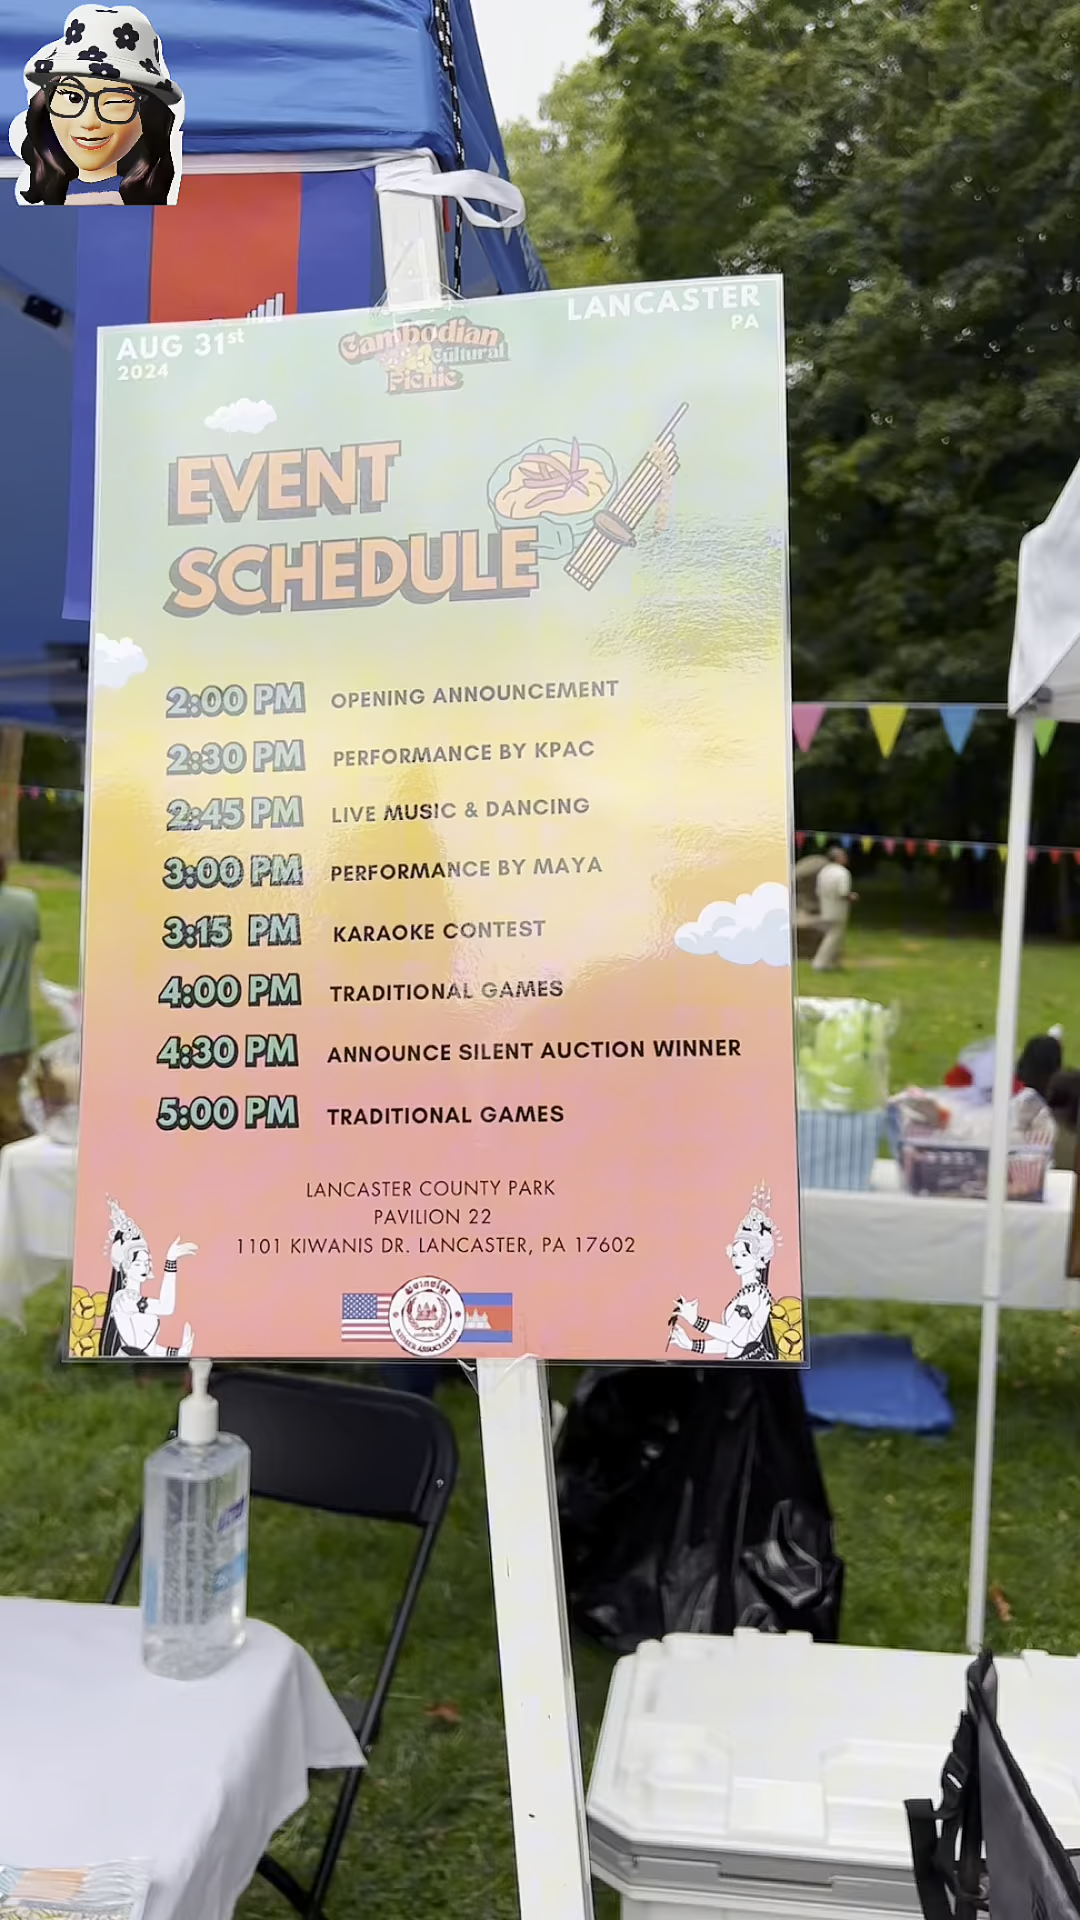 AUG 31st
2024
LANCASTER
PA
Cambodian
Cultural
Picnic
EVENT
SCHEDULE
2:00 PM OPENING ANNOUNCEMENT
2:30 PM PERFORMANCE BY KPAC
2:45 PM LIVE MUSIC & DANCING
3:00 PM PERFORMANCE BY MAYA
3:15 PM KARAOKE CONTEST
4:00 PM TRADITIONAL GAMES
4:30 PM ANNOUNCE SILENT AUCTION WINNER
5:00 PM TRADITIONAL GAMES
LANCASTER COUNTY PARK
PAVILION 22
1101 KIWANIS DR. LANCASTER, PA 17602
KHMER ASSOCIATION